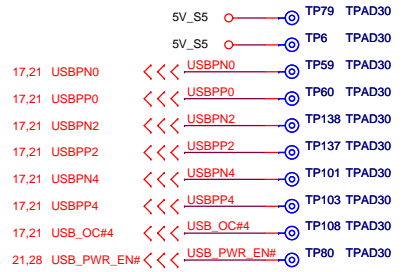 5V_S5 TP79 TPAD30
5V_S5 TP6 TPAD30
17,21 USBPN0 USBPN0 TP59 TPAD30
17,21 USBPP0 USBPP0 TP60 TPAD30
17,21 USBPN2 USBPN2 TP138 TPAD30
17,21 USBPP2 USBPP2 TP137 TPAD30
17,21 USBPN4 USBPN4 TP101 TPAD30
17,21 USBPP4 USBPP4 TP103 TPAD30
17,21 USB_OC#4 USB_OC#4 TP108 TPAD30
21,28 USB_PWR_EN# USB_PWR_EN# TP80 TPAD30